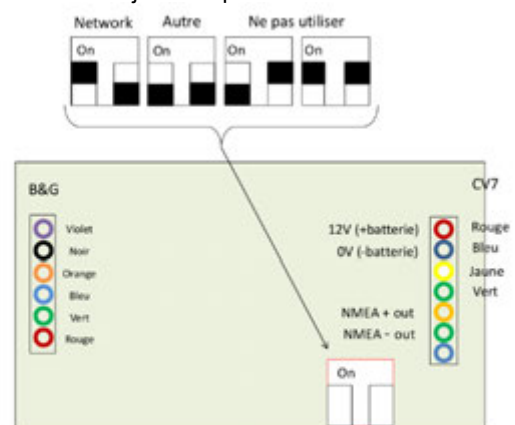 Network Autre Ne pas utiliser
On On On On
B&G
CV7
Violet
Noir
Orange
Bleu
Vert
Rouge
12V (+batterie) Rouge
0V (-batterie) Bleu
Jaune
Vert
NMEA + out
NMEA - out
On